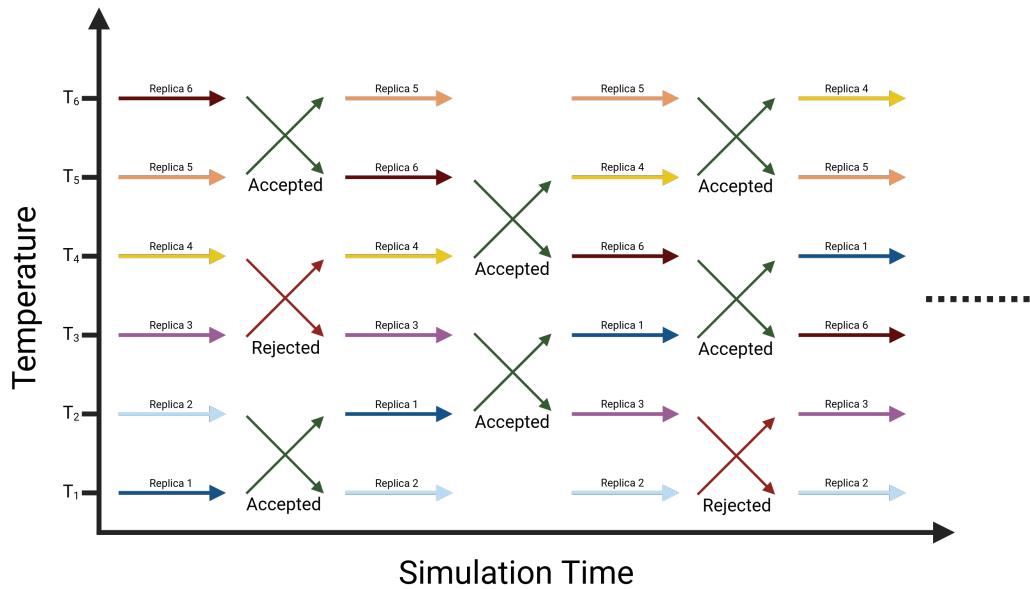 Replica 6
Replica 5
Replica 5
Replica 4
T6
Replica 5
Replica 6
Replica 4
Replica 5
T5
Accepted
Accepted
Replica 4
Replica 4
Replica 6
Replica 1
T4
Accepted
Replica 3
Replica 3
Replica 1
Replica 6
T3
Rejected
Accepted
Replica 2
Replica 1
Replica 3
Replica 3
T2
Accepted
Replica 1
Replica 2
Replica 2
Replica 2
T1
Accepted
Rejected
Temperature
Simulation Time